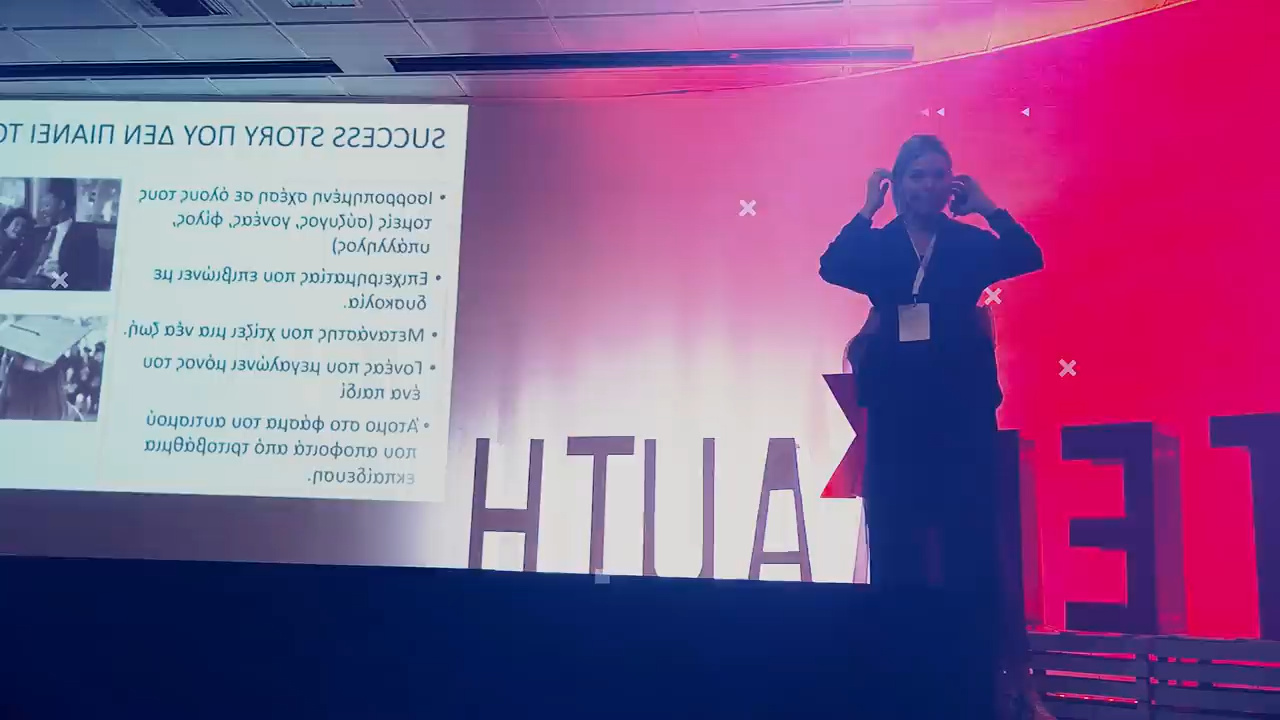 SUCCESS STORY ΠΟΥ ΔΕΝ ΠΙΑΝΕΙ ΤΟ
• Ισορροπημένη σχέση σε όλους τους
τομείς (σύζυγος, γονέας, φίλος,
υπάλληλος)
• Επιχειρηματίας που επιβιώνει με
δυσκολία.
• Μετανάστης που χτίζει μια νέα ζωή.
• Γονέας που μεγαλώνει μόνος του
ένα παιδί
• Άτομο στο φάσμα του αυτισμού
που αποφοιτά από τριτοβάθμια
εκπαίδευση.
TE
AUTH